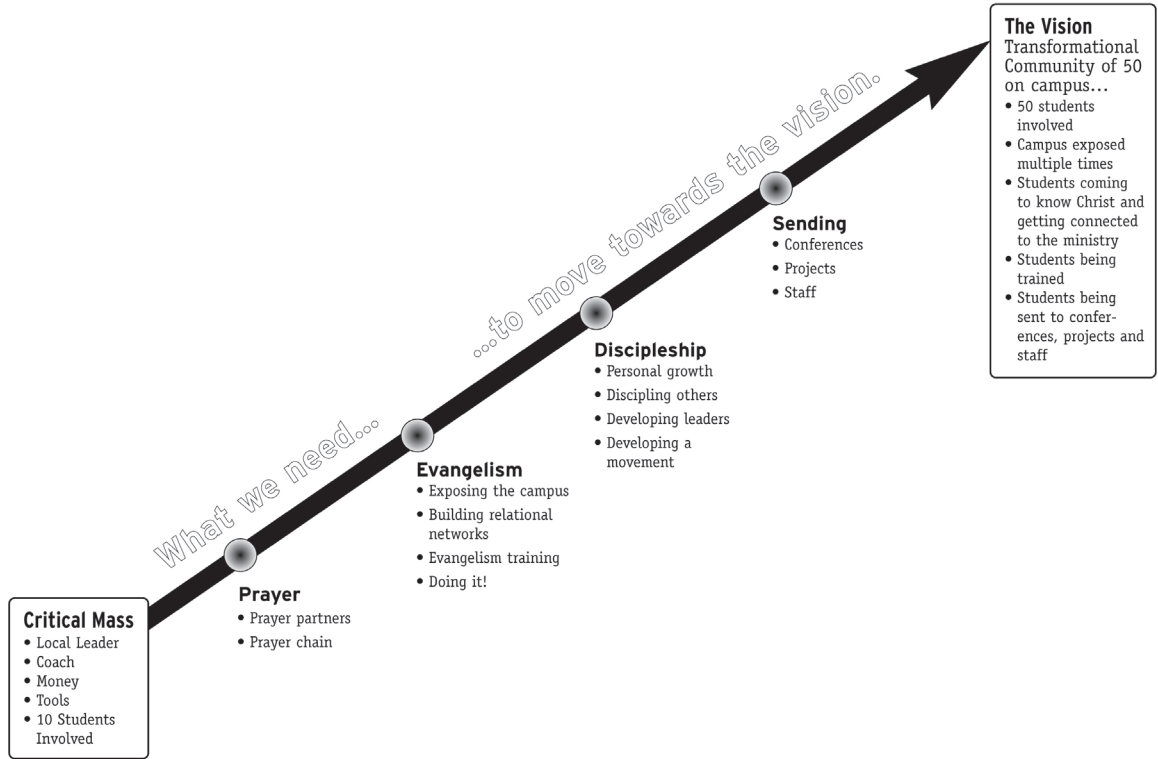 The Vision
Transformational
Community of 50
on campus...
• 50 students
involved
• Campus exposed
multiple times
• Students coming
to know Christ and
getting connected
to the ministry
• Students being
trained
• Students being
sent to confer-
ences, projects and
staff
What we need...
...to move towards the vision.
Sending
• Conferences
• Projects
• Staff
Discipleship
• Personal growth
• Discipling others
• Developing leaders
• Developing a
movement
Evangelism
• Exposing the campus
• Building relational
networks
• Evangelism training
• Doing it!
Prayer
• Prayer partners
• Prayer chain
Critical Mass
• Local Leader
• Coach
• Money
• Tools
• 10 Students
Involved